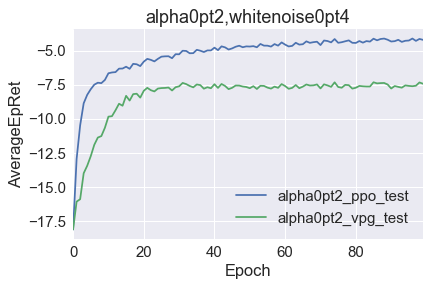 alpha0pt2,whitenoise0pt4
AverageEpRet
−5.0
−7.5
−10.0
−12.5
−15.0
−17.5
alpha0pt2_ppo_test
alpha0pt2_vpg_test
0 20 40 60 80
Epoch